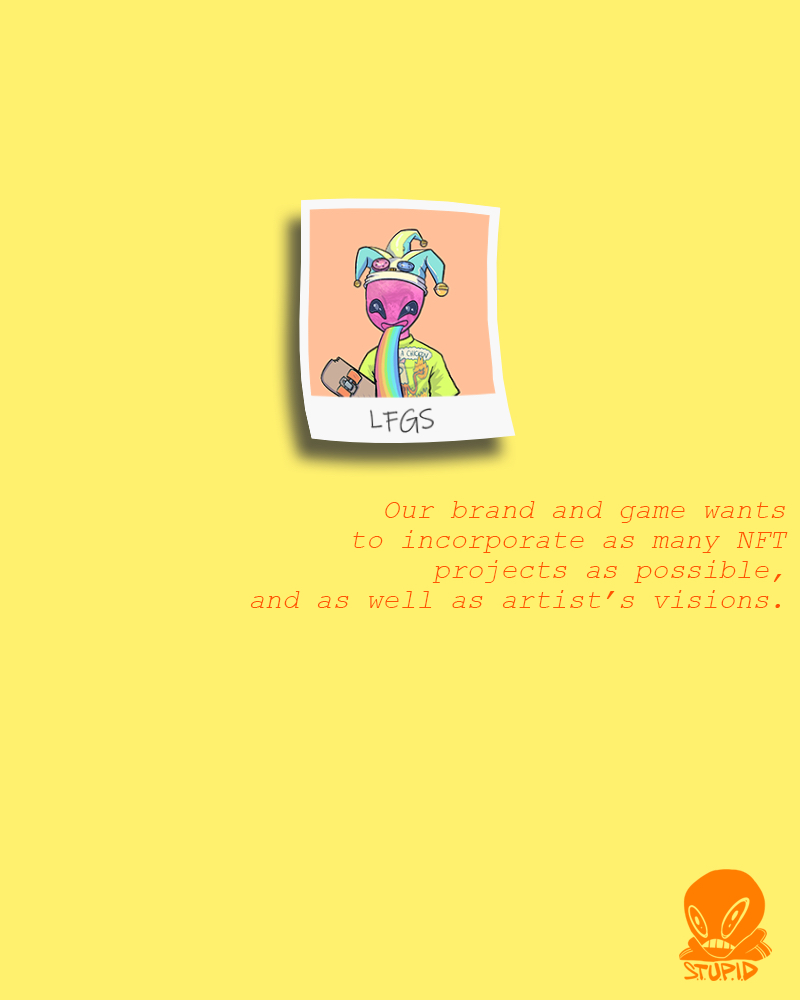 A CHICKEN
LFGS
Our brand and game wants
to incorporate as many NFT
projects as possible,
and as well as artist’s visions.
S.T.U.P.I.D